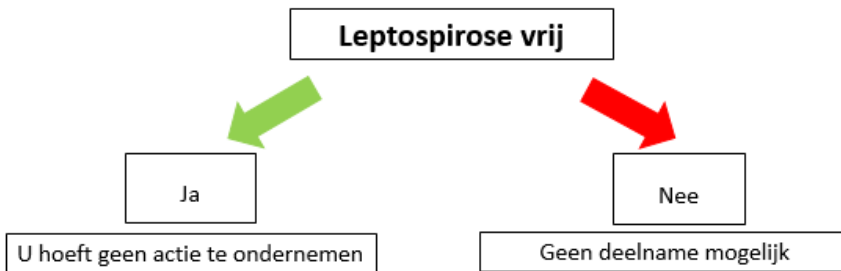 Leptospirose vrij
Ja
Nee
U hoeft geen actie te ondernemen
Geen deelname mogelijk